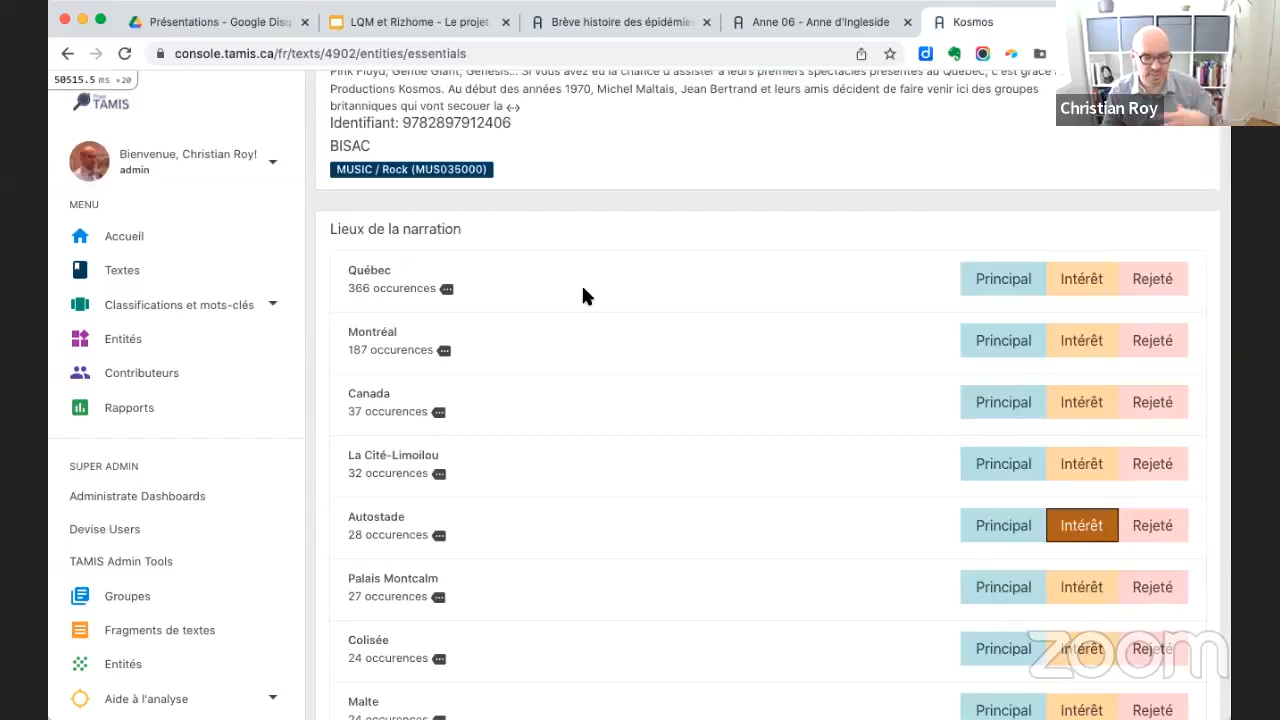 Présentations - Google Disq
LQM et Rizhome - Le projet
Brève histoire des épidémies
Anne 06 - Anne d'Ingleside
Kosmos
console.tamis.ca/fr/texts/4902/entities/essentials
50515.5 ms ×20
TAMIS
Bienvenue, Christian Roy!
admin
MENU
Accueil
Textes
Classifications et mots-clés
Entités
Contributeurs
Rapports
SUPER ADMIN
Administrate Dashboards
Devise Users
TAMIS Admin Tools
Groupes
Fragments de textes
Entités
Aide à l'analyse
Pink Floyd, Gentle Giant, Genesis... Si vous avez eu la chance d'assister à leurs premiers spectacles présentés au Québec, c'est grâce
Productions Kosmos. Au début des années 1970, Michel Maltais, Jean Bertrand et leurs amis décident de faire venir ici des groupes
britanniques qui vont secouer la
Identifiant: 9782897912406
BISAC
MUSIC / Rock (MUS035000)
Lieux de la narration
Québec
366 occurences
Principal Intérêt Rejeté
Montréal
187 occurences
Principal Intérêt Rejeté
Canada
37 occurences
Principal Intérêt Rejeté
La Cité-Limoilou
32 occurences
Principal Intérêt Rejeté
Autostade
28 occurences
Principal Intérêt Rejeté
Palais Montcalm
27 occurences
Principal Intérêt Rejeté
Colisée
24 occurences
Principal Intérêt Rejeté
Malte
24 occurences
Principal Intérêt Rejeté
Christian Roy
zoom